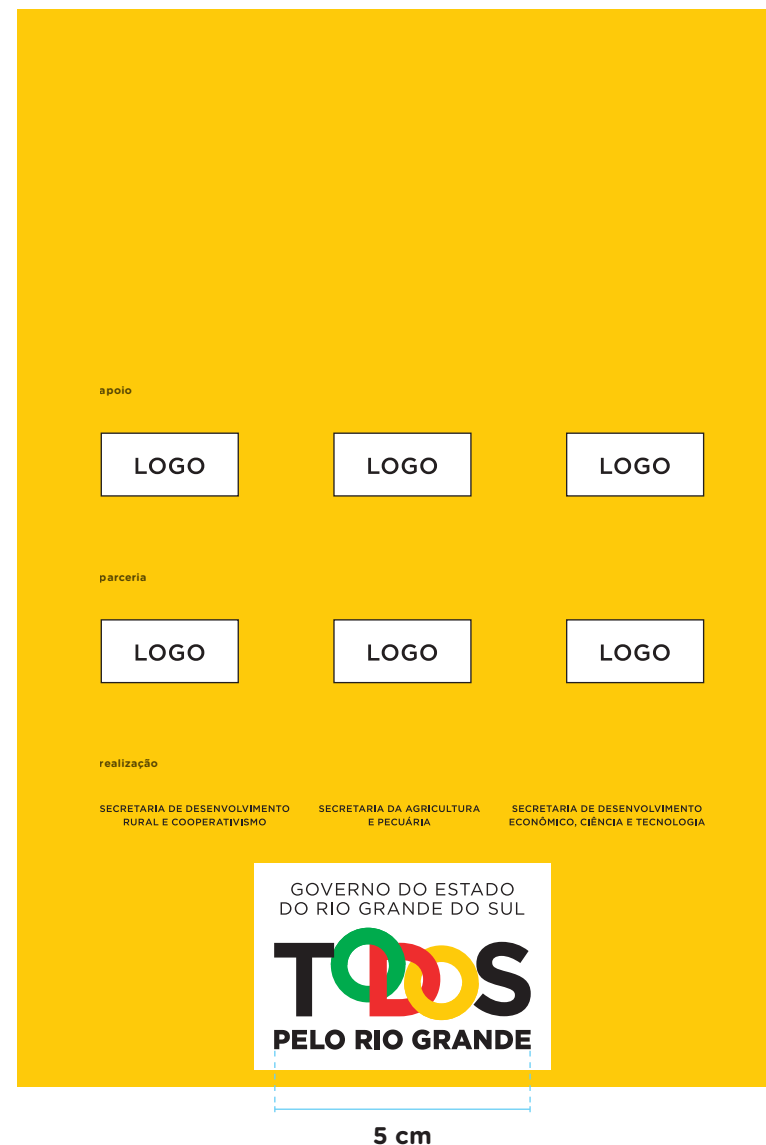 apoio
LOGO LOGO LOGO
parceria
LOGO LOGO LOGO
realização
SECRETARIA DE DESENVOLVIMENTO
RURAL E COOPERATIVISMO
SECRETARIA DA AGRICULTURA
E PECUÁRIA
SECRETARIA DE DESENVOLVIMENTO
ECONÔMICO, CIÊNCIA E TECNOLOGIA
GOVERNO DO ESTADO
DO RIO GRANDE DO SUL
TODOS
PELO RIO GRANDE
5 cm